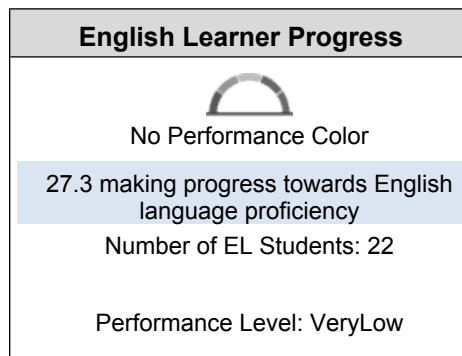 English Learner Progress
No Performance Color
27.3 making progress towards English
language proficiency
Number of EL Students: 22
Performance Level: VeryLow